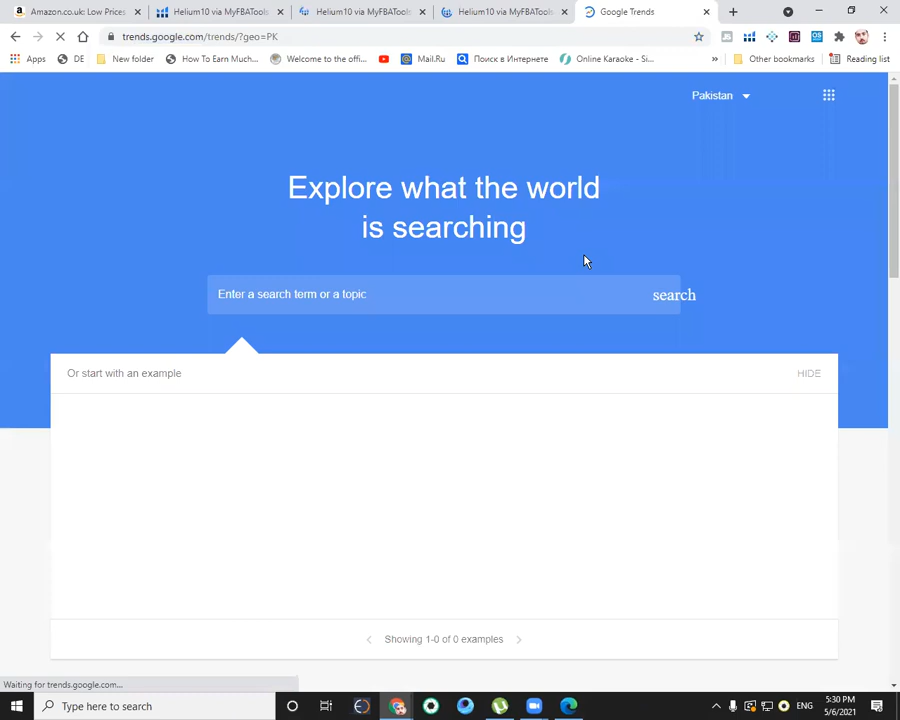 Amazon.co.uk: Low Prices
Helium10 via MyFBATools
Helium10 via MyFBATools
Helium10 via MyFBATools
Google Trends
trends.google.com/trends/?geo=PK
Apps
DE
New folder
How To Earn Much...
Welcome to the offi...
Mail.Ru
Поиск в Интернете
Online Karaoke - Si...
»
Other bookmarks
Reading list
Pakistan
Explore what the world
is searching
Enter a search term or a topic
search
Or start with an example
HIDE
Showing 1-0 of 0 examples
Waiting for trends.google.com...
Type here to search
ENG
5:30 PM
5/6/2021